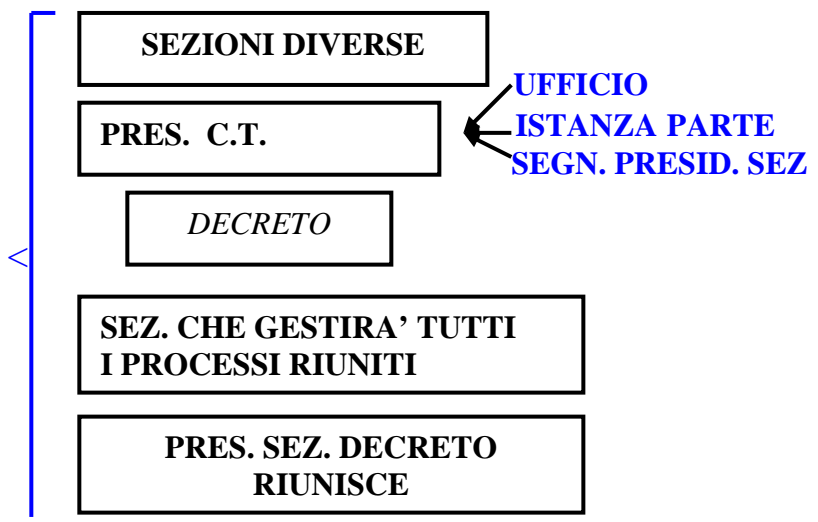 SEZIONI DIVERSE
UFFICIO
PRES. C.T.
ISTANZA PARTE
SEGN. PRESID. SEZ
DECRETO
<
SEZ. CHE GESTIRA' TUTTI
I PROCESSI RIUNITI
PRES. SEZ. DECRETO
RIUNISCE